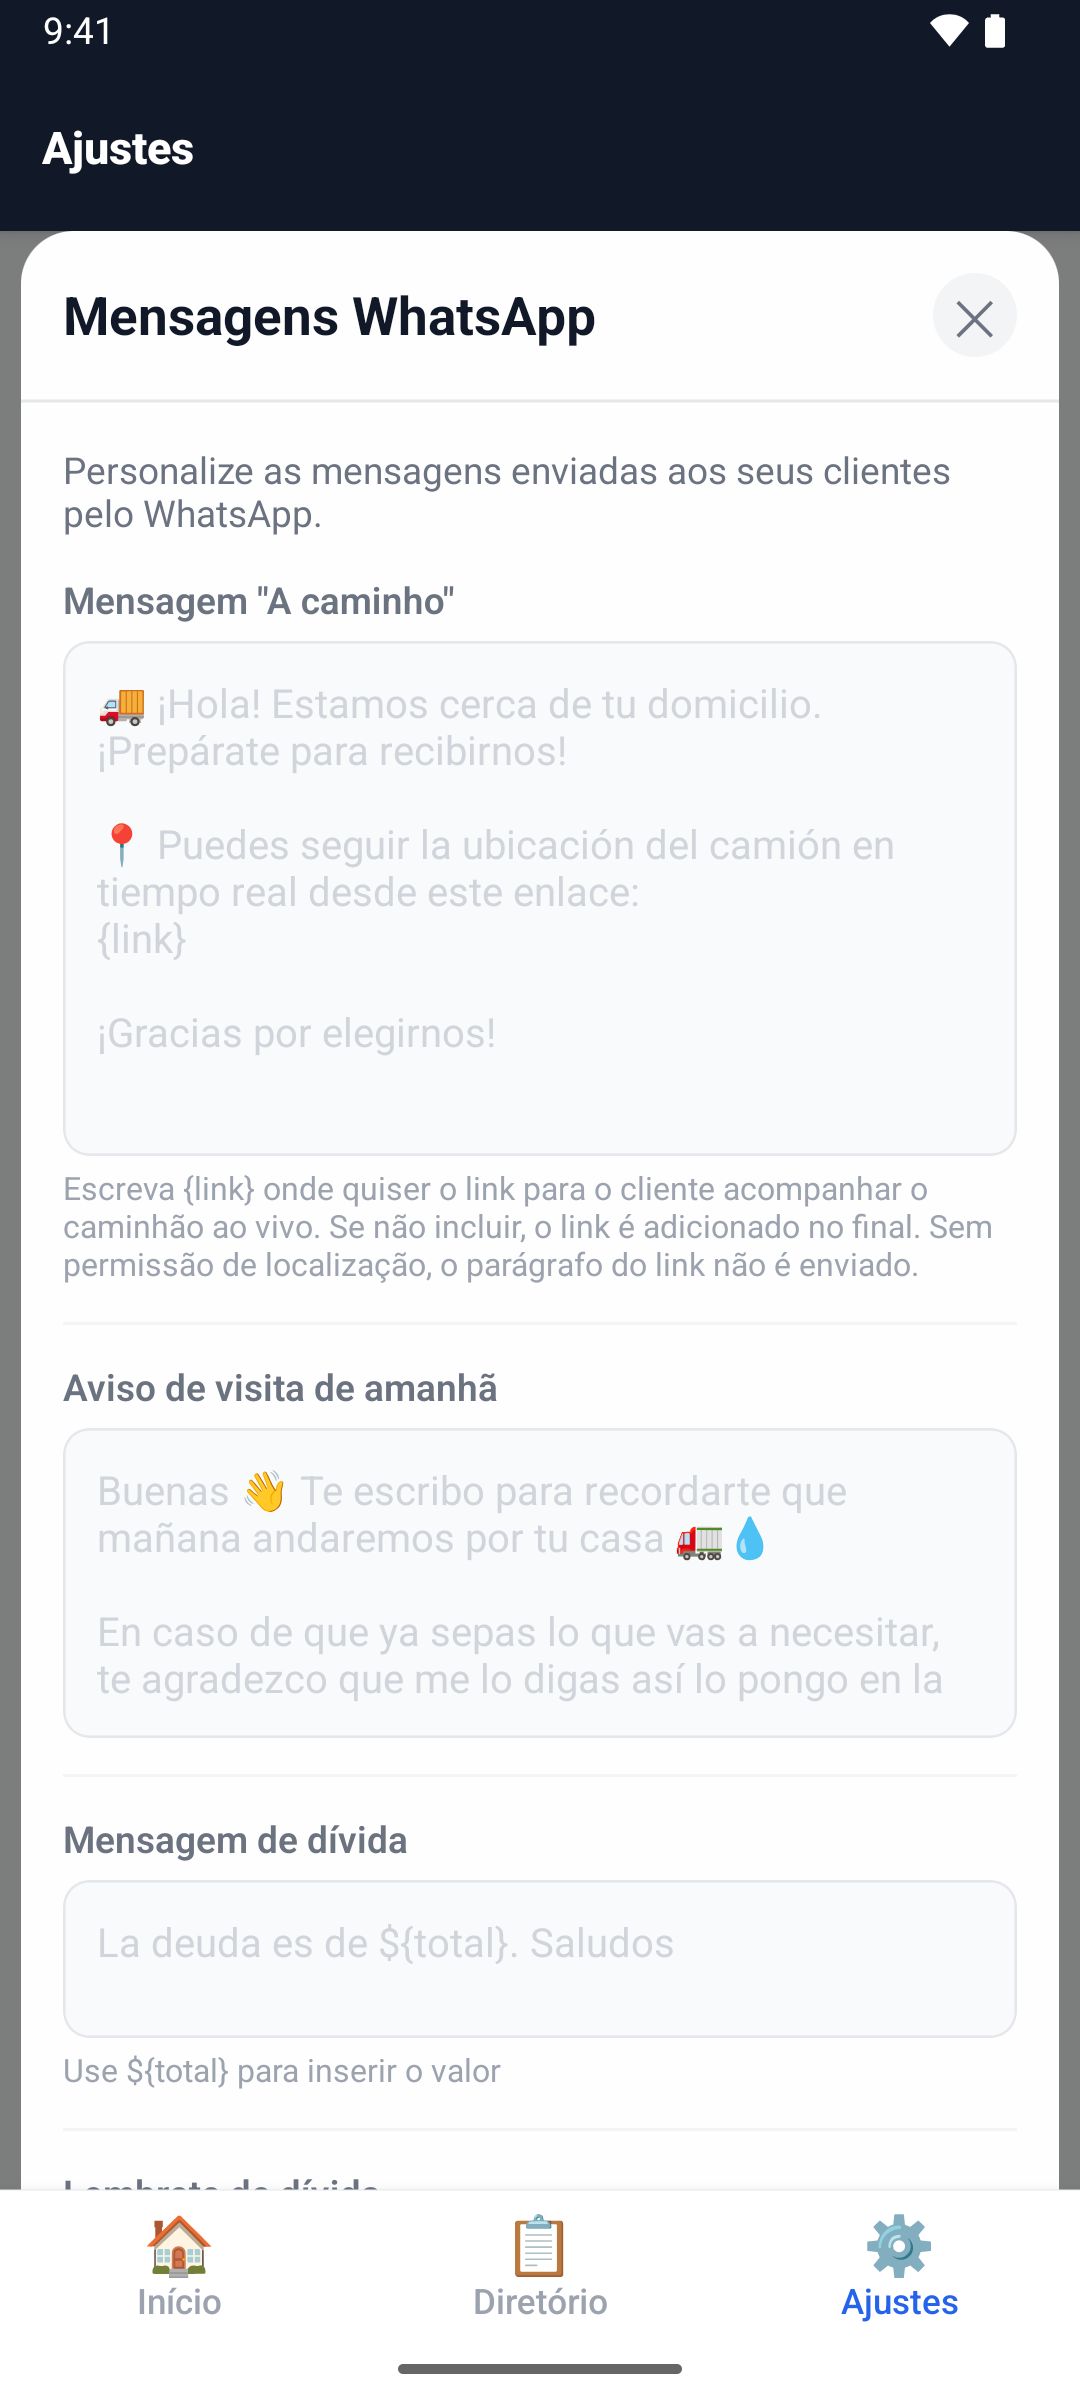 9:41
Ajustes
Mensagens WhatsApp
Personalize as mensagens enviadas aos seus clientes
pelo WhatsApp.
Mensagem "A caminho"
🚚 ¡Hola! Estamos cerca de tu domicilio.
¡Prepárate para recibirnos!
📍 Puedes seguir la ubicación del camión en
tiempo real desde este enlace:
{link}
¡Gracias por elegirnos!
Escreva {link} onde quiser o link para o cliente acompanhar o
caminhão ao vivo. Se não incluir, o link é adicionado no final. Sem
permissão de localização, o parágrafo do link não é enviado.
Aviso de visita de amanhã
Buenas 👋 Te escribo para recordarte que
mañana andaremos por tu casa 🚛💧
En caso de que ya sepas lo que vas a necesitar,
te agradezco que me lo digas así lo pongo en la
Mensagem de dívida
La deuda es de ${total}. Saludos
Use ${total} para inserir o valor
Lembrete de dívida
Início
Diretório
Ajustes